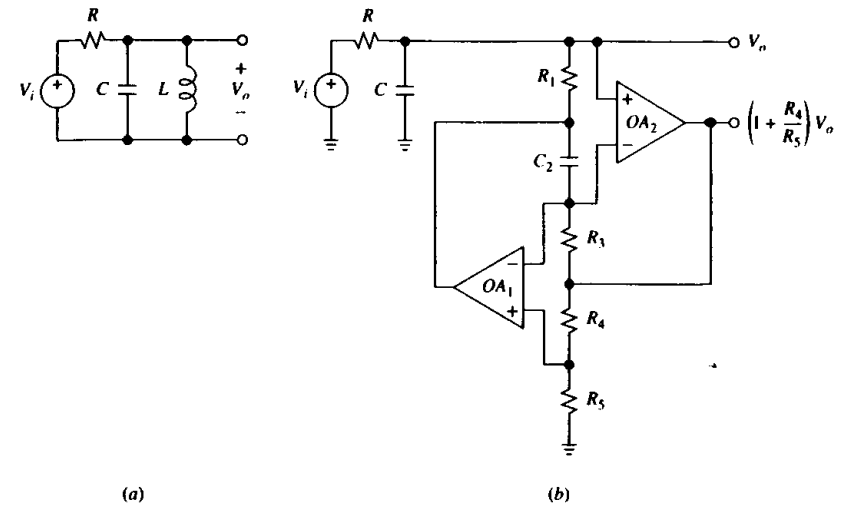 R
V_i
C
L
+
V_o
-
(a)
R
V_i
C
R_1
C_2
OA_1
-
+
R_3
R_4
R_5
+
OA_2
-
V_o
(1 + R_4/R_5) V_o
(b)